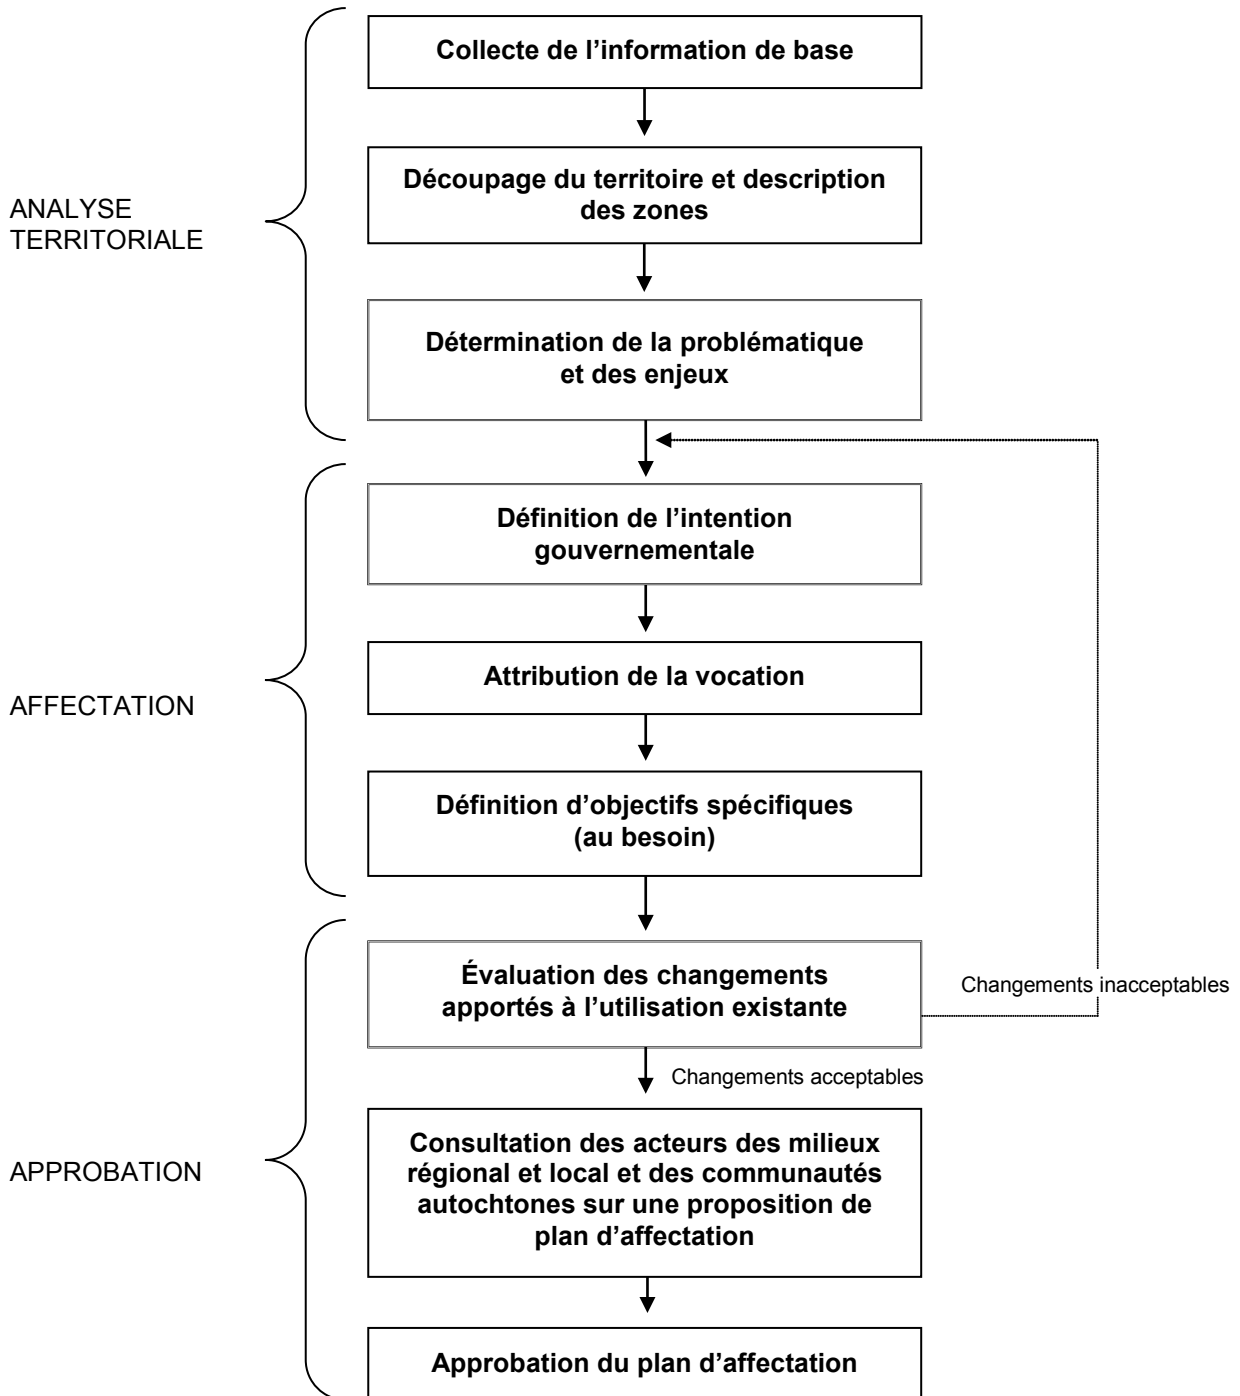 Collecte de l’information de base
Découpage du territoire et description
des zones
ANALYSE
TERRITORIALE
Détermination de la problématique
et des enjeux
Définition de l’intention
gouvernementale
Attribution de la vocation
AFFECTATION
Définition d’objectifs spécifiques
(au besoin)
Évaluation des changements
apportés à l’utilisation existante
Changements inacceptables
Changements acceptables
Consultation des acteurs des milieux
régional et local et des communautés
autochtones sur une proposition de
plan d’affectation
APPROBATION
Approbation du plan d’affectation